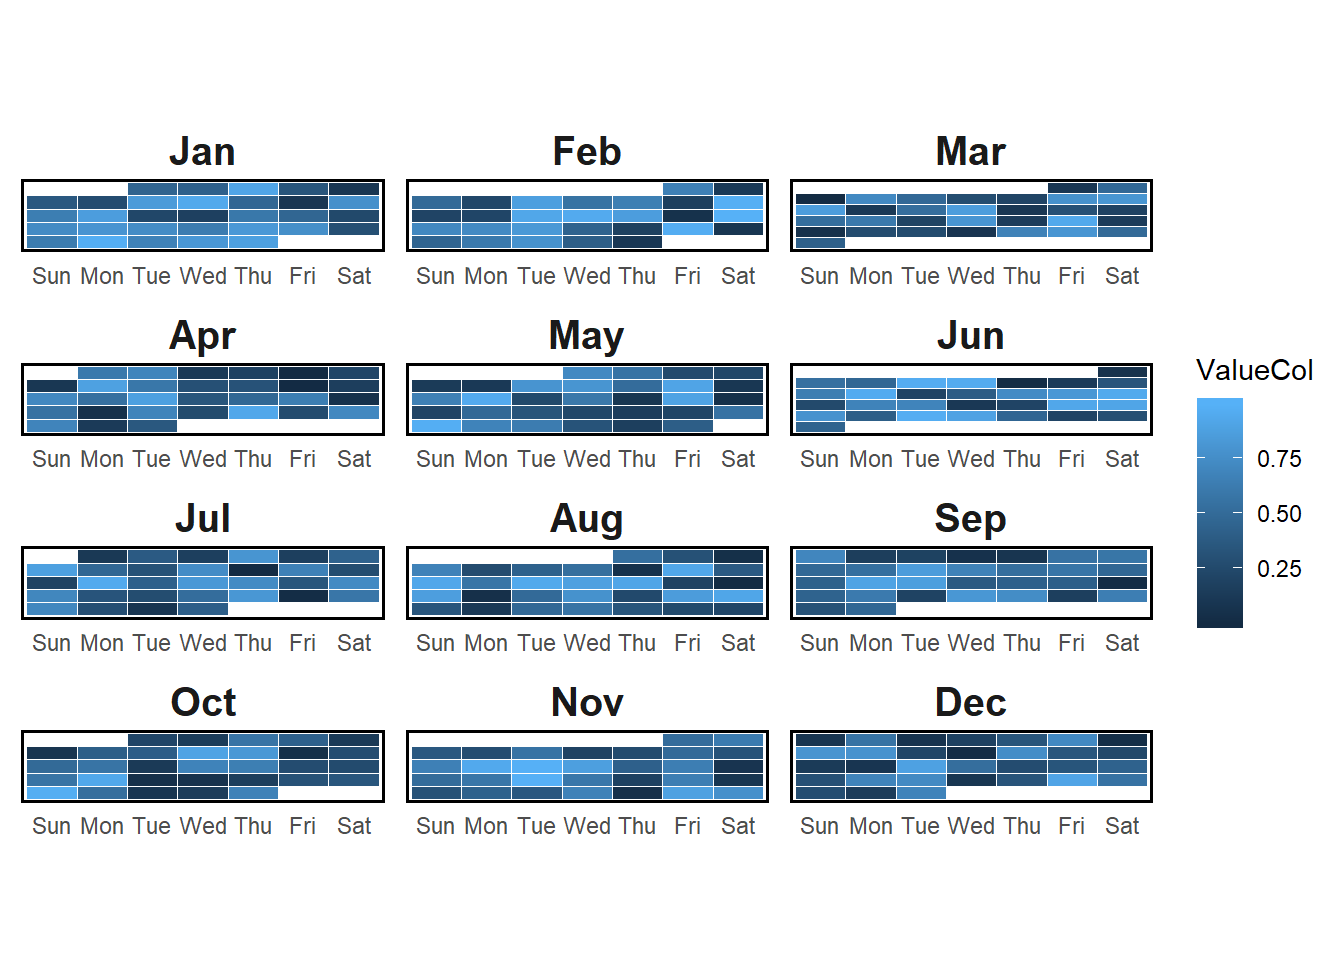 Jan Feb Mar
Sun Mon Tue Wed Thu Fri Sat Sun Mon Tue Wed Thu Fri Sat Sun Mon Tue Wed Thu Fri Sat
Apr May Jun
Sun Mon Tue Wed Thu Fri Sat Sun Mon Tue Wed Thu Fri Sat Sun Mon Tue Wed Thu Fri Sat
Jul Aug Sep
Sun Mon Tue Wed Thu Fri Sat Sun Mon Tue Wed Thu Fri Sat Sun Mon Tue Wed Thu Fri Sat
Oct Nov Dec
Sun Mon Tue Wed Thu Fri Sat Sun Mon Tue Wed Thu Fri Sat Sun Mon Tue Wed Thu Fri Sat
ValueCol
0.75
0.50
0.25